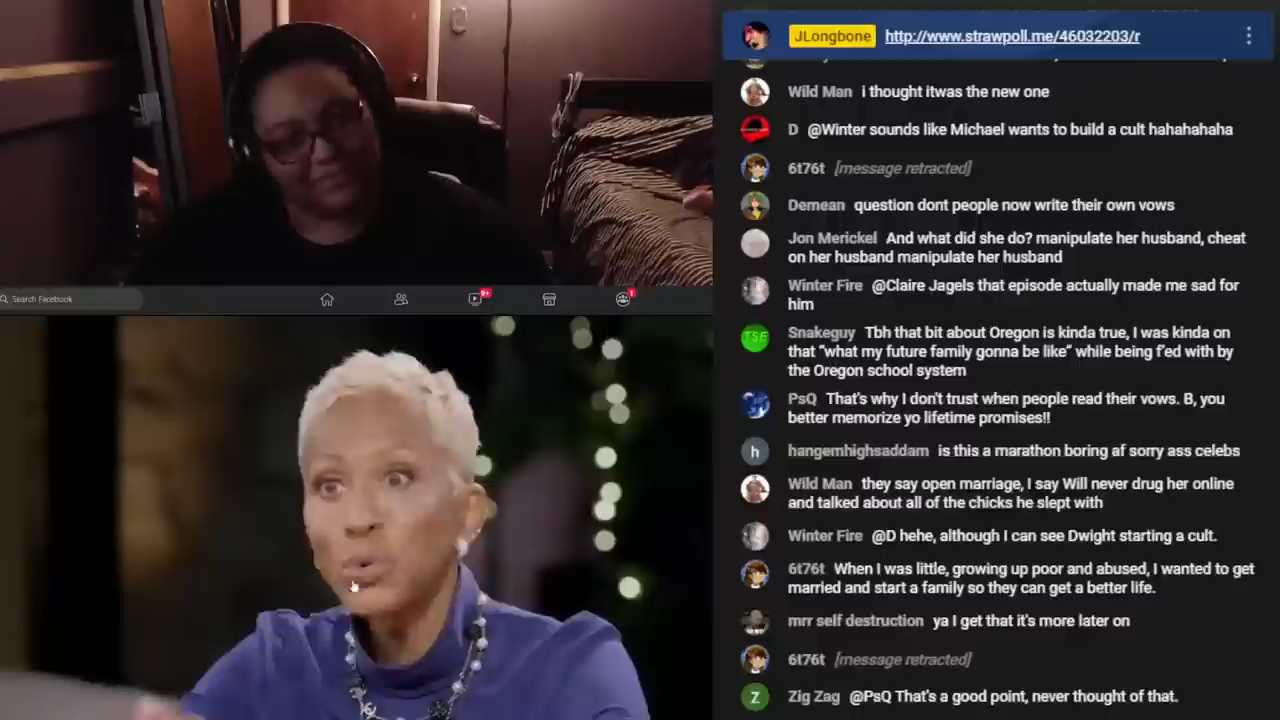 JLongbone http://www.strawpoll.me/46032203/r
Wild Man i thought itwas the new one
D @Winter sounds like Michael wants to build a cult hahahahaha
6t76t [message retracted]
Demean question dont people now write their own vows
Jon Merickel And what did she do? manipulate her husband, cheat
on her husband manipulate her husband
Winter Fire @Claire Jagels that episode actually made me sad for
him
TSF
Snakeguy Tbh that bit about Oregon is kinda true, I was kinda on
that "what my future family gonna be like" while being f'ed with by
the Oregon school system
PsQ That's why I don't trust when people read their vows. B, you
better memorize yo lifetime promises!!
h
hangemhighsaddam is this a marathon boring af sorry ass celebs
Wild Man they say open marriage, I say Will never drug her online
and talked about all of the chicks he slept with
Winter Fire @D hehe, although I can see Dwight starting a cult.
6t76t When I was little, growing up poor and abused, I wanted to get
married and start a family so they can get a better life.
mrr self destruction ya I get that it's more later on
6t76t [message retracted]
Z
Zig Zag @PsQ That's a good point, never thought of that.
Search Facebook
9+
1